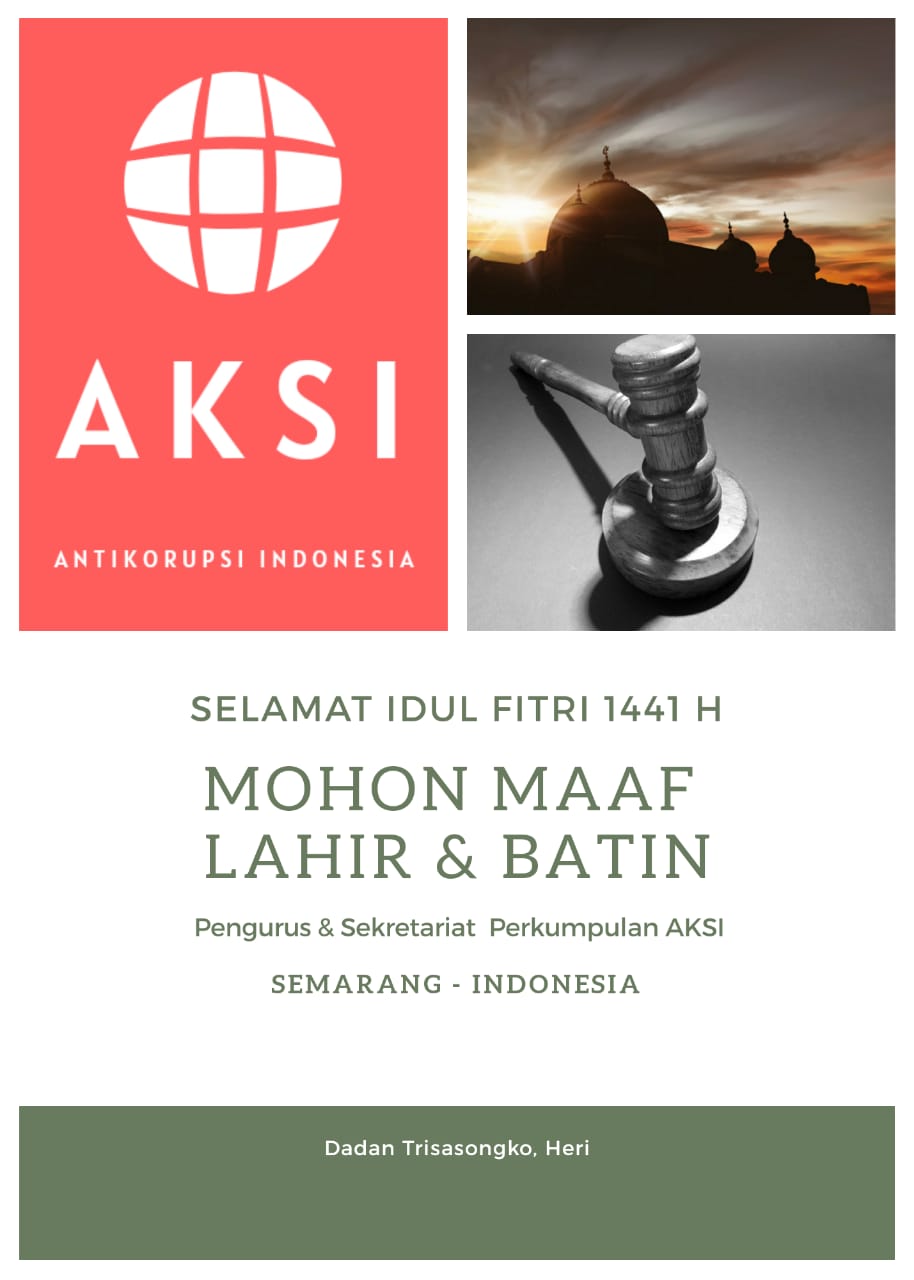 AKSI
ANTIKORUPSI INDONESIA
SELAMAT IDUL FITRI 1441 H
MOHON MAAF
LAHIR & BATIN
Pengurus & Sekretariat Perkumpulan AKSI
SEMARANG - INDONESIA
Dadan Trisasongko, Heri